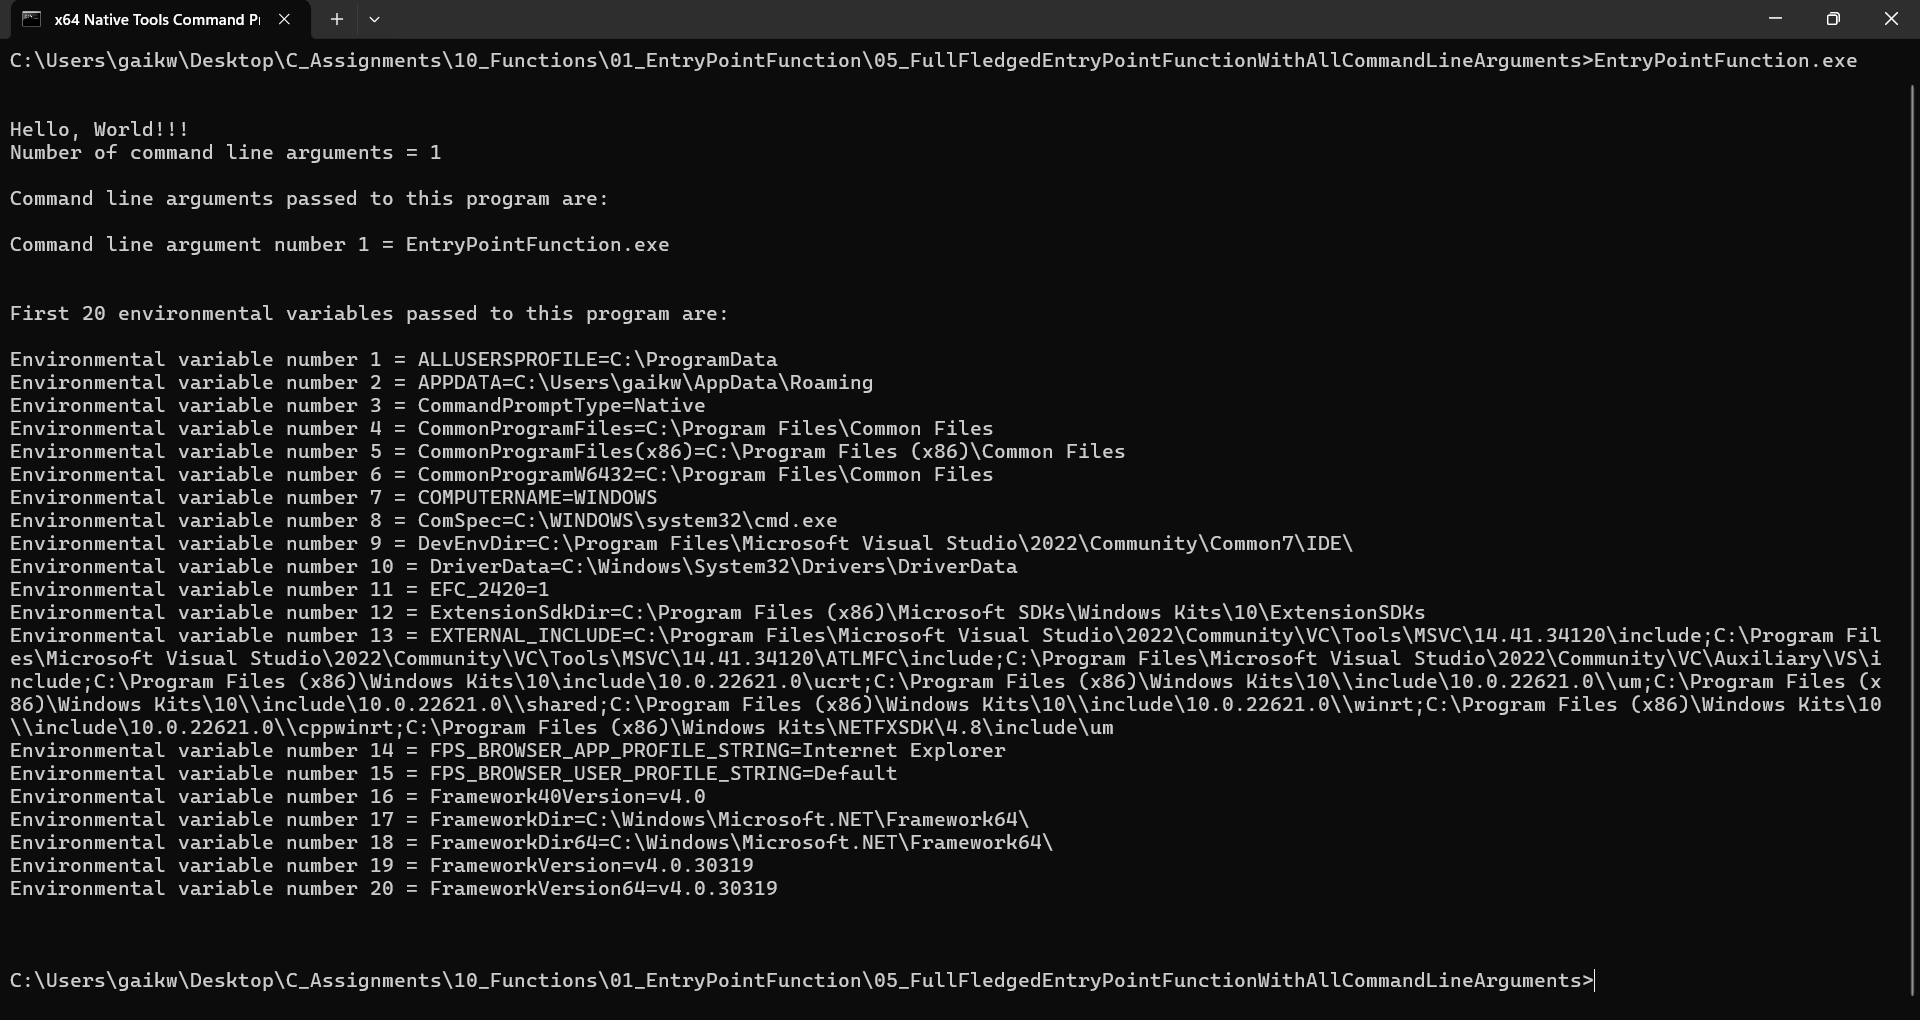 x64 Native Tools Command P
C:\Users\gaikw\Desktop\C_Assignments\10_Functions\01_EntryPointFunction\05_FullFledgedEntryPointFunctionWithAllCommandLineArguments>EntryPointFunction.exe
Hello, World!!!
Number of command line arguments = 1
Command line arguments passed to this program are:
Command line argument number 1 = EntryPointFunction.exe
First 20 environmental variables passed to this program are:
Environmental variable number 1 = ALLUSERSPROFILE=C:\ProgramData
Environmental variable number 2 = APPDATA=C:\Users\gaikw\AppData\Roaming
Environmental variable number 3 = CommandPromptType=Native
Environmental variable number 4 = CommonProgramFiles=C:\Program Files\Common Files
Environmental variable number 5 = CommonProgramFiles(x86)=C:\Program Files (x86)\Common Files
Environmental variable number 6 = CommonProgramW6432=C:\Program Files\Common Files
Environmental variable number 7 = COMPUTERNAME=WINDOWS
Environmental variable number 8 = ComSpec=C:\WINDOWS\system32\cmd.exe
Environmental variable number 9 = DevEnvDir=C:\Program Files\Microsoft Visual Studio\2022\Community\Common7\IDE\
Environmental variable number 10 = DriverData=C:\Windows\System32\Drivers\DriverData
Environmental variable number 11 = EFC_2420=1
Environmental variable number 12 = ExtensionSdkDir=C:\Program Files (x86)\Microsoft SDKs\Windows Kits\10\ExtensionSDKs
Environmental variable number 13 = EXTERNAL_INCLUDE=C:\Program Files\Microsoft Visual Studio\2022\Community\VC\Tools\MSVC\14.41.34120\include;C:\Program Fil
es\Microsoft Visual Studio\2022\Community\VC\Tools\MSVC\14.41.34120\ATLMFC\include;C:\Program Files\Microsoft Visual Studio\2022\Community\VC\Auxiliary\VS\i
nclude;C:\Program Files (x86)\Windows Kits\10\include\10.0.22621.0\ucrt;C:\Program Files (x86)\Windows Kits\10\\include\10.0.22621.0\\um;C:\Program Files (x
86)\Windows Kits\10\\include\10.0.22621.0\\shared;C:\Program Files (x86)\Windows Kits\10\\include\10.0.22621.0\\winrt;C:\Program Files (x86)\Windows Kits\10
\\include\10.0.22621.0\\cppwinrt;C:\Program Files (x86)\Windows Kits\NETFXSDK\4.8\include\um
Environmental variable number 14 = FPS_BROWSER_APP_PROFILE_STRING=Internet Explorer
Environmental variable number 15 = FPS_BROWSER_USER_PROFILE_STRING=Default
Environmental variable number 16 = Framework40Version=v4.0
Environmental variable number 17 = FrameworkDir=C:\Windows\Microsoft.NET\Framework64\
Environmental variable number 18 = FrameworkDir64=C:\Windows\Microsoft.NET\Framework64\
Environmental variable number 19 = FrameworkVersion=v4.0.30319
Environmental variable number 20 = FrameworkVersion64=v4.0.30319
C:\Users\gaikw\Desktop\C_Assignments\10_Functions\01_EntryPointFunction\05_FullFledgedEntryPointFunctionWithAllCommandLineArguments>